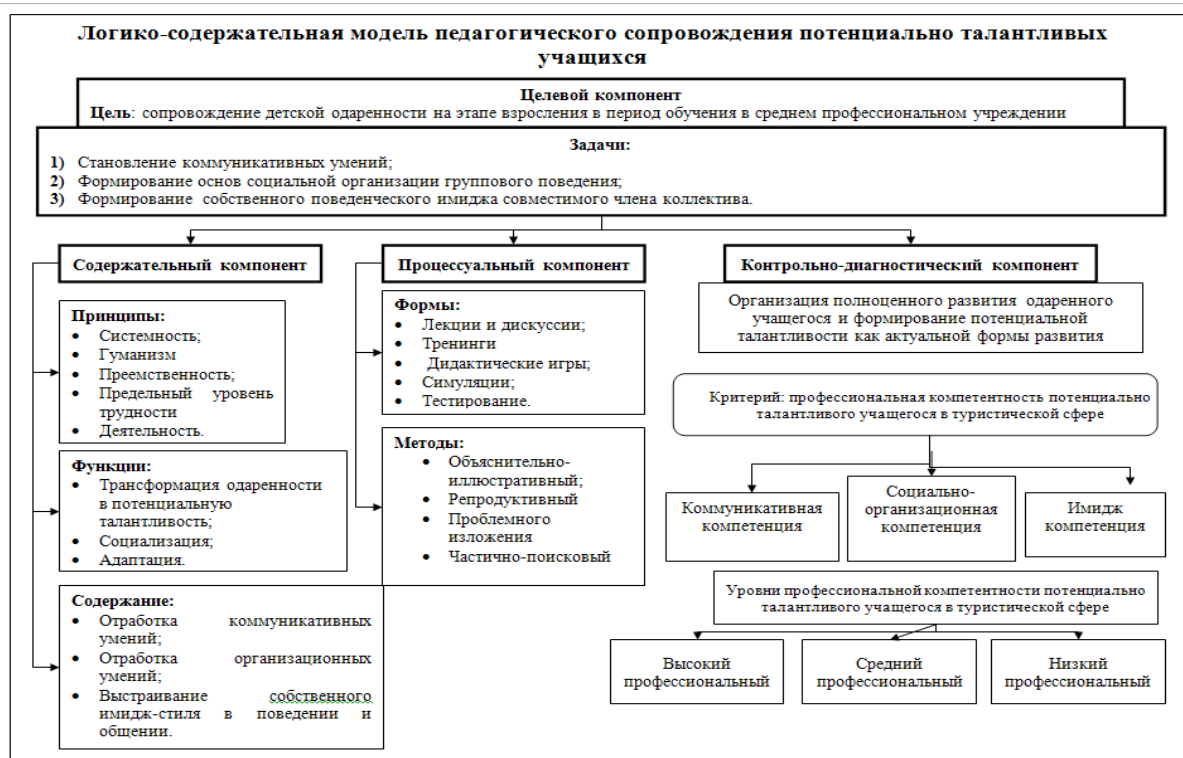 Логико-содержательная модель педагогического сопровождения потенциально талантливых
учащихся
Целевой компонент
Цель: сопровождение детской одаренности на этапе взросления в период обучения в среднем профессиональном учреждении
Задачи:
1) Становление коммуникативных умений;
2) Формирование основ социальной организации группового поведения;
3) Формирование собственного поведенческого имиджа совместимого члена коллектива.
Содержательный компонент
Принципы:
• Системность;
• Гуманизм
• Преемственность;
• Предельный уровень
трудности
• Деятельность.
Функции:
• Трансформация одаренности
в потенциальную
талантливость;
• Социализация;
• Адаптация.
Содержание:
• Отработка коммуникативных
умений;
• Отработка организационных
умений;
• Выстраивание собственного
имидж-стиля в поведении и
общении.
Процессуальный компонент
Формы:
• Лекции и дискуссии;
• Тренинги
• Дидактические игры;
• Симуляции;
• Тестирование.
Методы:
• Объяснительно-
иллюстративный;
• Репродуктивный
• Проблемного
изложения
• Частично-поисковый
Контрольно-диагностический компонент
Организация полноценного развития одаренного
учащегося и формирование потенциальной
талантливости как актуальной формы развития
Критерий: профессиональная компетентность потенциально
талантливого учащегося в туристической сфере
Коммуникативная
компетенция
Социально-
организационная
компетенция
Имидж
компетенция
Уровни профессиональной компетентности потенциально
талантливого учащегося в туристической сфере
Высокий
профессиональный
Средний
профессиональный
Низкий
профессиональный